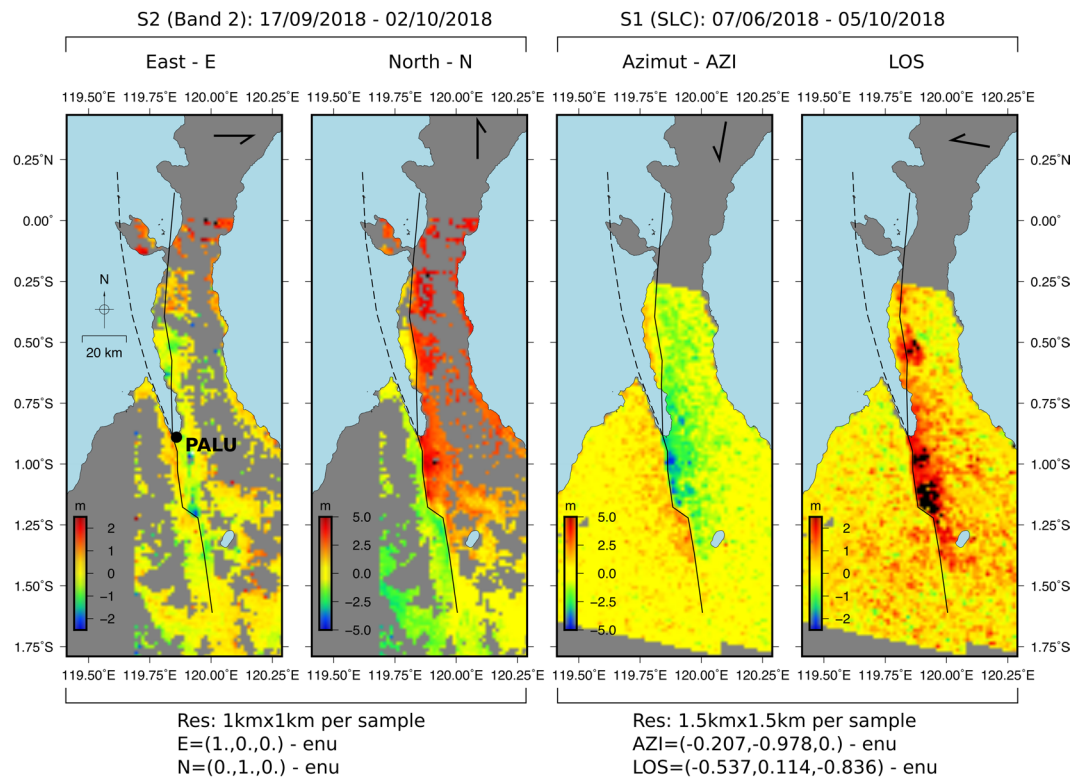 S2 (Band 2): 17/09/2018 - 02/10/2018 S1 (SLC): 07/06/2018 - 05/10/2018
East - E North - N Azimut - AZI LOS
119.50°E 119.75°E 120.00°E 120.25°E 119.50°E 119.75°E 120.00°E 120.25°E 119.50°E 119.75°E 120.00°E 120.25°E 119.50°E 119.75°E 120.00°E 120.25°E
0.25°N 0.25°N
0.00° 0.00°
0.25°S 0.25°S
N
0.50°S 0.50°S
20 km
0.75°S 0.75°S
PALU
1.00°S 1.00°S
m m m m
2 5.0 5.0 2
1.25°S 1 2.5 2.5 1 1.25°S
0 0.0 0.0 0
1.50°S −1 −2.5 −2.5 −1 1.50°S
−2 −5.0 −5.0 −2
1.75°S 1.75°S
119.50°E 119.75°E 120.00°E 120.25°E 119.50°E 119.75°E 120.00°E 120.25°E 119.50°E 119.75°E 120.00°E 120.25°E 119.50°E 119.75°E 120.00°E 120.25°E
Res: 1kmx1km per sample Res: 1.5kmx1.5km per sample
E=(1.,0.,0.) - enu AZI=(-0.207,-0.978,0.) - enu
N=(0.,1.,0.) - enu LOS=(-0.537,0.114,-0.836) - enu